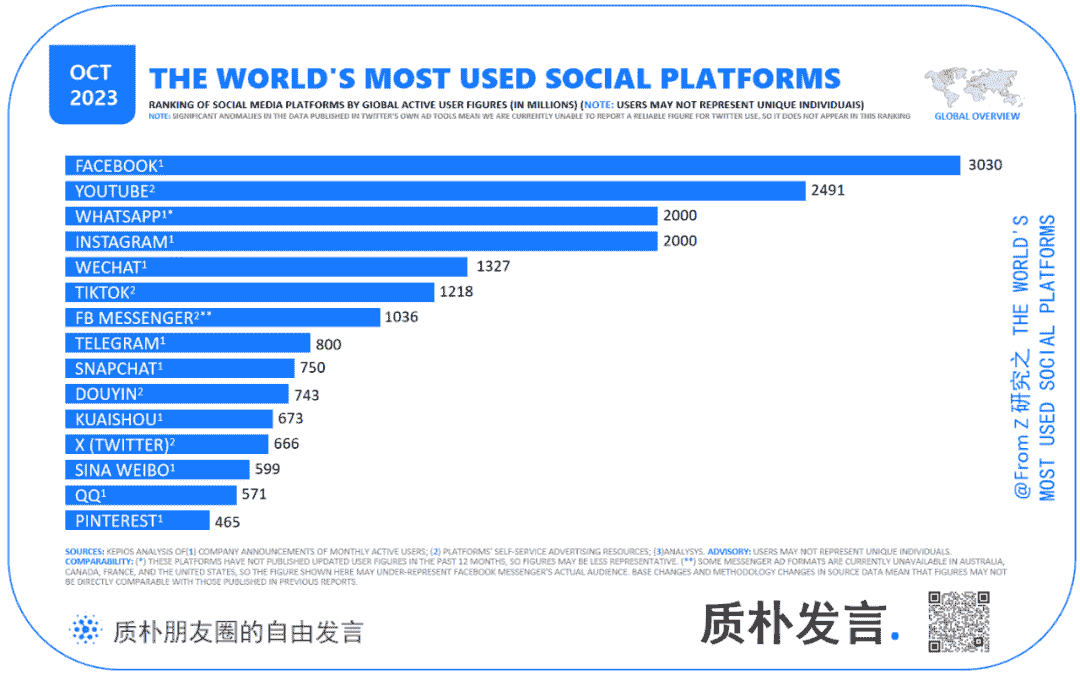 OCT
2023
THE WORLD'S MOST USED SOCIAL PLATFORMS
RANKING OF SOCIAL MEDIA PLATFORMS BY GLOBAL ACTIVE USER FIGURES (IN MILLIONS) (NOTE: USERS MAY NOT REPRESENT UNIQUE INDIVIDUAIS)
NOTE: SIGNIFICANT ANOMALIES IN THE DATA PUBLISHED IN TWITTER'S OWN AD TOOLS MEAN WE ARE CURRENTLY UNABLE TO REPORT A RELIABLE FIGURE FOR TWITTER USE, SO IT DOES NOT APPEAR IN THIS RANKING
GLOBAL OVERVIEW
FACEBOOK¹ 3030
YOUTUBE² 2491
WHATSAPP¹* 2000
INSTAGRAM¹ 2000
WECHAT¹ 1327
TIKTOK² 1218
FB MESSENGER²** 1036
TELEGRAM¹ 800
SNAPCHAT¹ 750
DOUYIN² 743
KUAISHOU¹ 673
X (TWITTER)² 666
SINA WEIBO¹ 599
QQ¹ 571
PINTEREST¹ 465
@From Z 研究之 THE WORLD'S
MOST USED SOCIAL PLATFORMS
SOURCES: KEPIOS ANALYSIS OF(1) COMPANY ANNOUNCEMENTS OF MONTHLY ACTIVE USERS; (2) PLATFORMS' SELF-SERVICE ADVERTISING RESOURCES; (3)ANALYSYS. ADVISORY: USERS MAY NOT REPRESENT UNIQUE INDIVIDUALS.
COMPARABILITY: (*) THESE PLATFORMS HAVE NOT PUBLISHED UPDATED USER FIGURES IN THE PAST 12 MONTHS, SO FIGURES MAY BE LESS REPRESENTATIVE. (**) SOME MESSENGER AD FORMATS ARE CURRENTLY UNAVAILABLE IN AUSTRALIA,
CANADA, FRANCE, AND THE UNITED STATES, SO THE FIGURE SHOWN HERE MAY UNDER-REPRESENT FACEBOOK MESSENGER'S ACTUAL AUDIENCE. BASE CHANGES AND METHODOLOGY CHANGES IN SOURCE DATA MEAN THAT FIGURES MAY NOT
BE DIRECTLY COMPARABLE WITH THOSE PUBLISHED IN PREVIOUS REPORTS.
质朴朋友圈的自由发言
质朴发言.